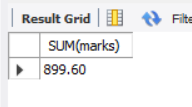 Result Grid Filte
SUM(marks)
899.60